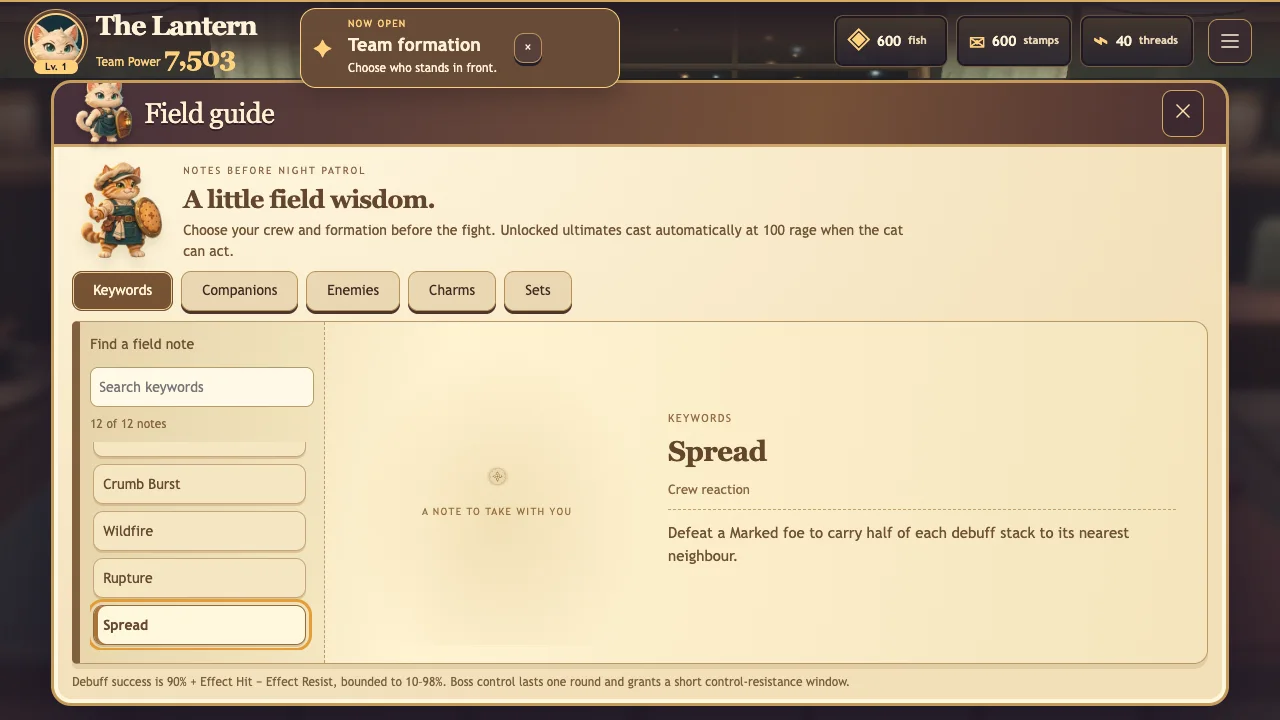 The Lantern
Team Power 7,503
Lv. 1
NOW OPEN
Team formation
Choose who stands in front.
×
600 fish
600 stamps
40 threads
Field guide
NOTES BEFORE NIGHT PATROL
A little field wisdom.
Choose your crew and formation before the fight. Unlocked ultimates cast automatically at 100 rage when the cat
can act.
Keywords
Companions
Enemies
Charms
Sets
Find a field note
Search keywords
12 of 12 notes
Crumb Burst
Wildfire
Rupture
Spread
A NOTE TO TAKE WITH YOU
KEYWORDS
Spread
Crew reaction
Defeat a Marked foe to carry half of each debuff stack to its nearest
neighbour.
Debuff success is 90% + Effect Hit − Effect Resist, bounded to 10–98%. Boss control lasts one round and grants a short control-resistance window.